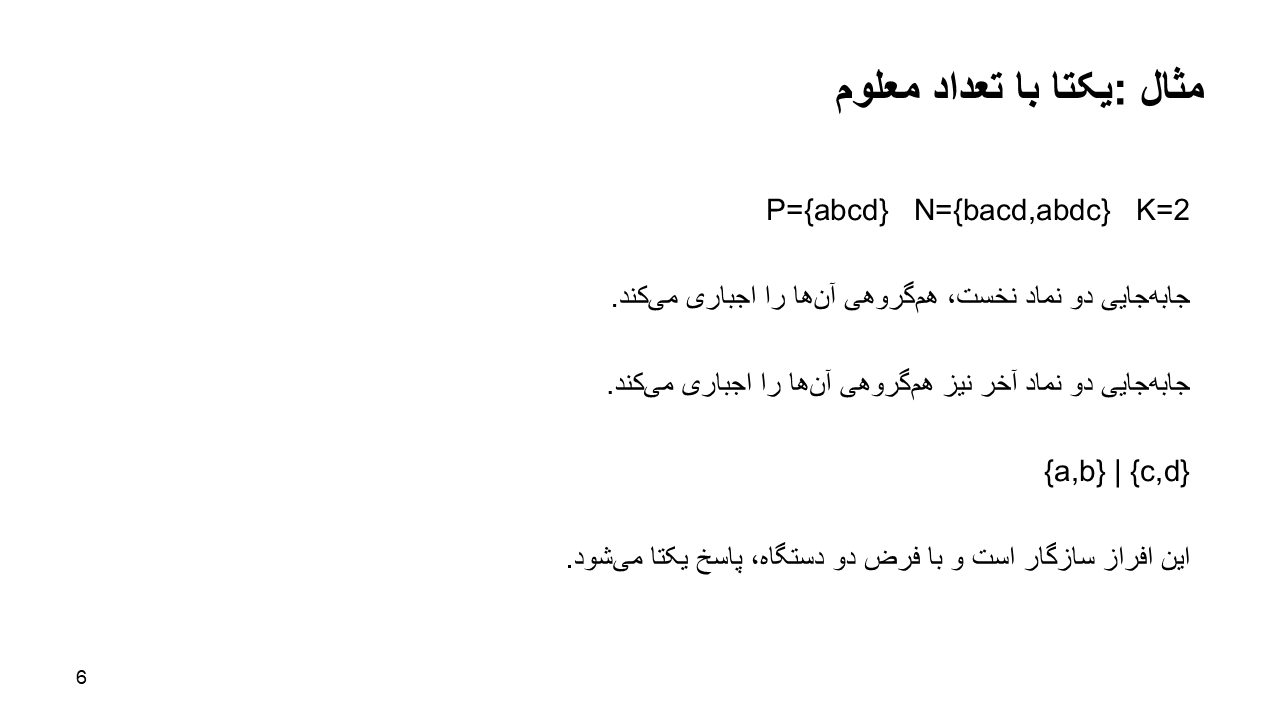 مثال :یکتا با تعداد معلوم
P={abcd}   N={bacd,abdc}   K=2
جابه‌جایی دو نماد نخست، هم‌گروهی آن‌ها را اجباری می‌کند.
جابه‌جایی دو نماد آخر نیز هم‌گروهی آن‌ها را اجباری می‌کند.
{a,b} | {c,d}
این افراز سازگار است و با فرض دو دستگاه، پاسخ یکتا می‌شود.
6